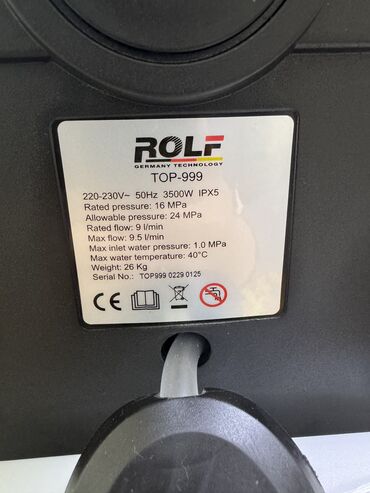 ROLF
GERMANY TECHNOLOGY
TOP-999
220-230V~ 50Hz 3500W IPX5
Rated pressure: 16 MPa
Allowable pressure: 24 MPa
Rated flow: 9 l/min
Max flow: 9.5 l/min
Max inlet water pressure: 1.0 MPa
Max water temperature: 40°C
Weight: 26 Kg
Serial No.: TOP999 0229 0125
CE